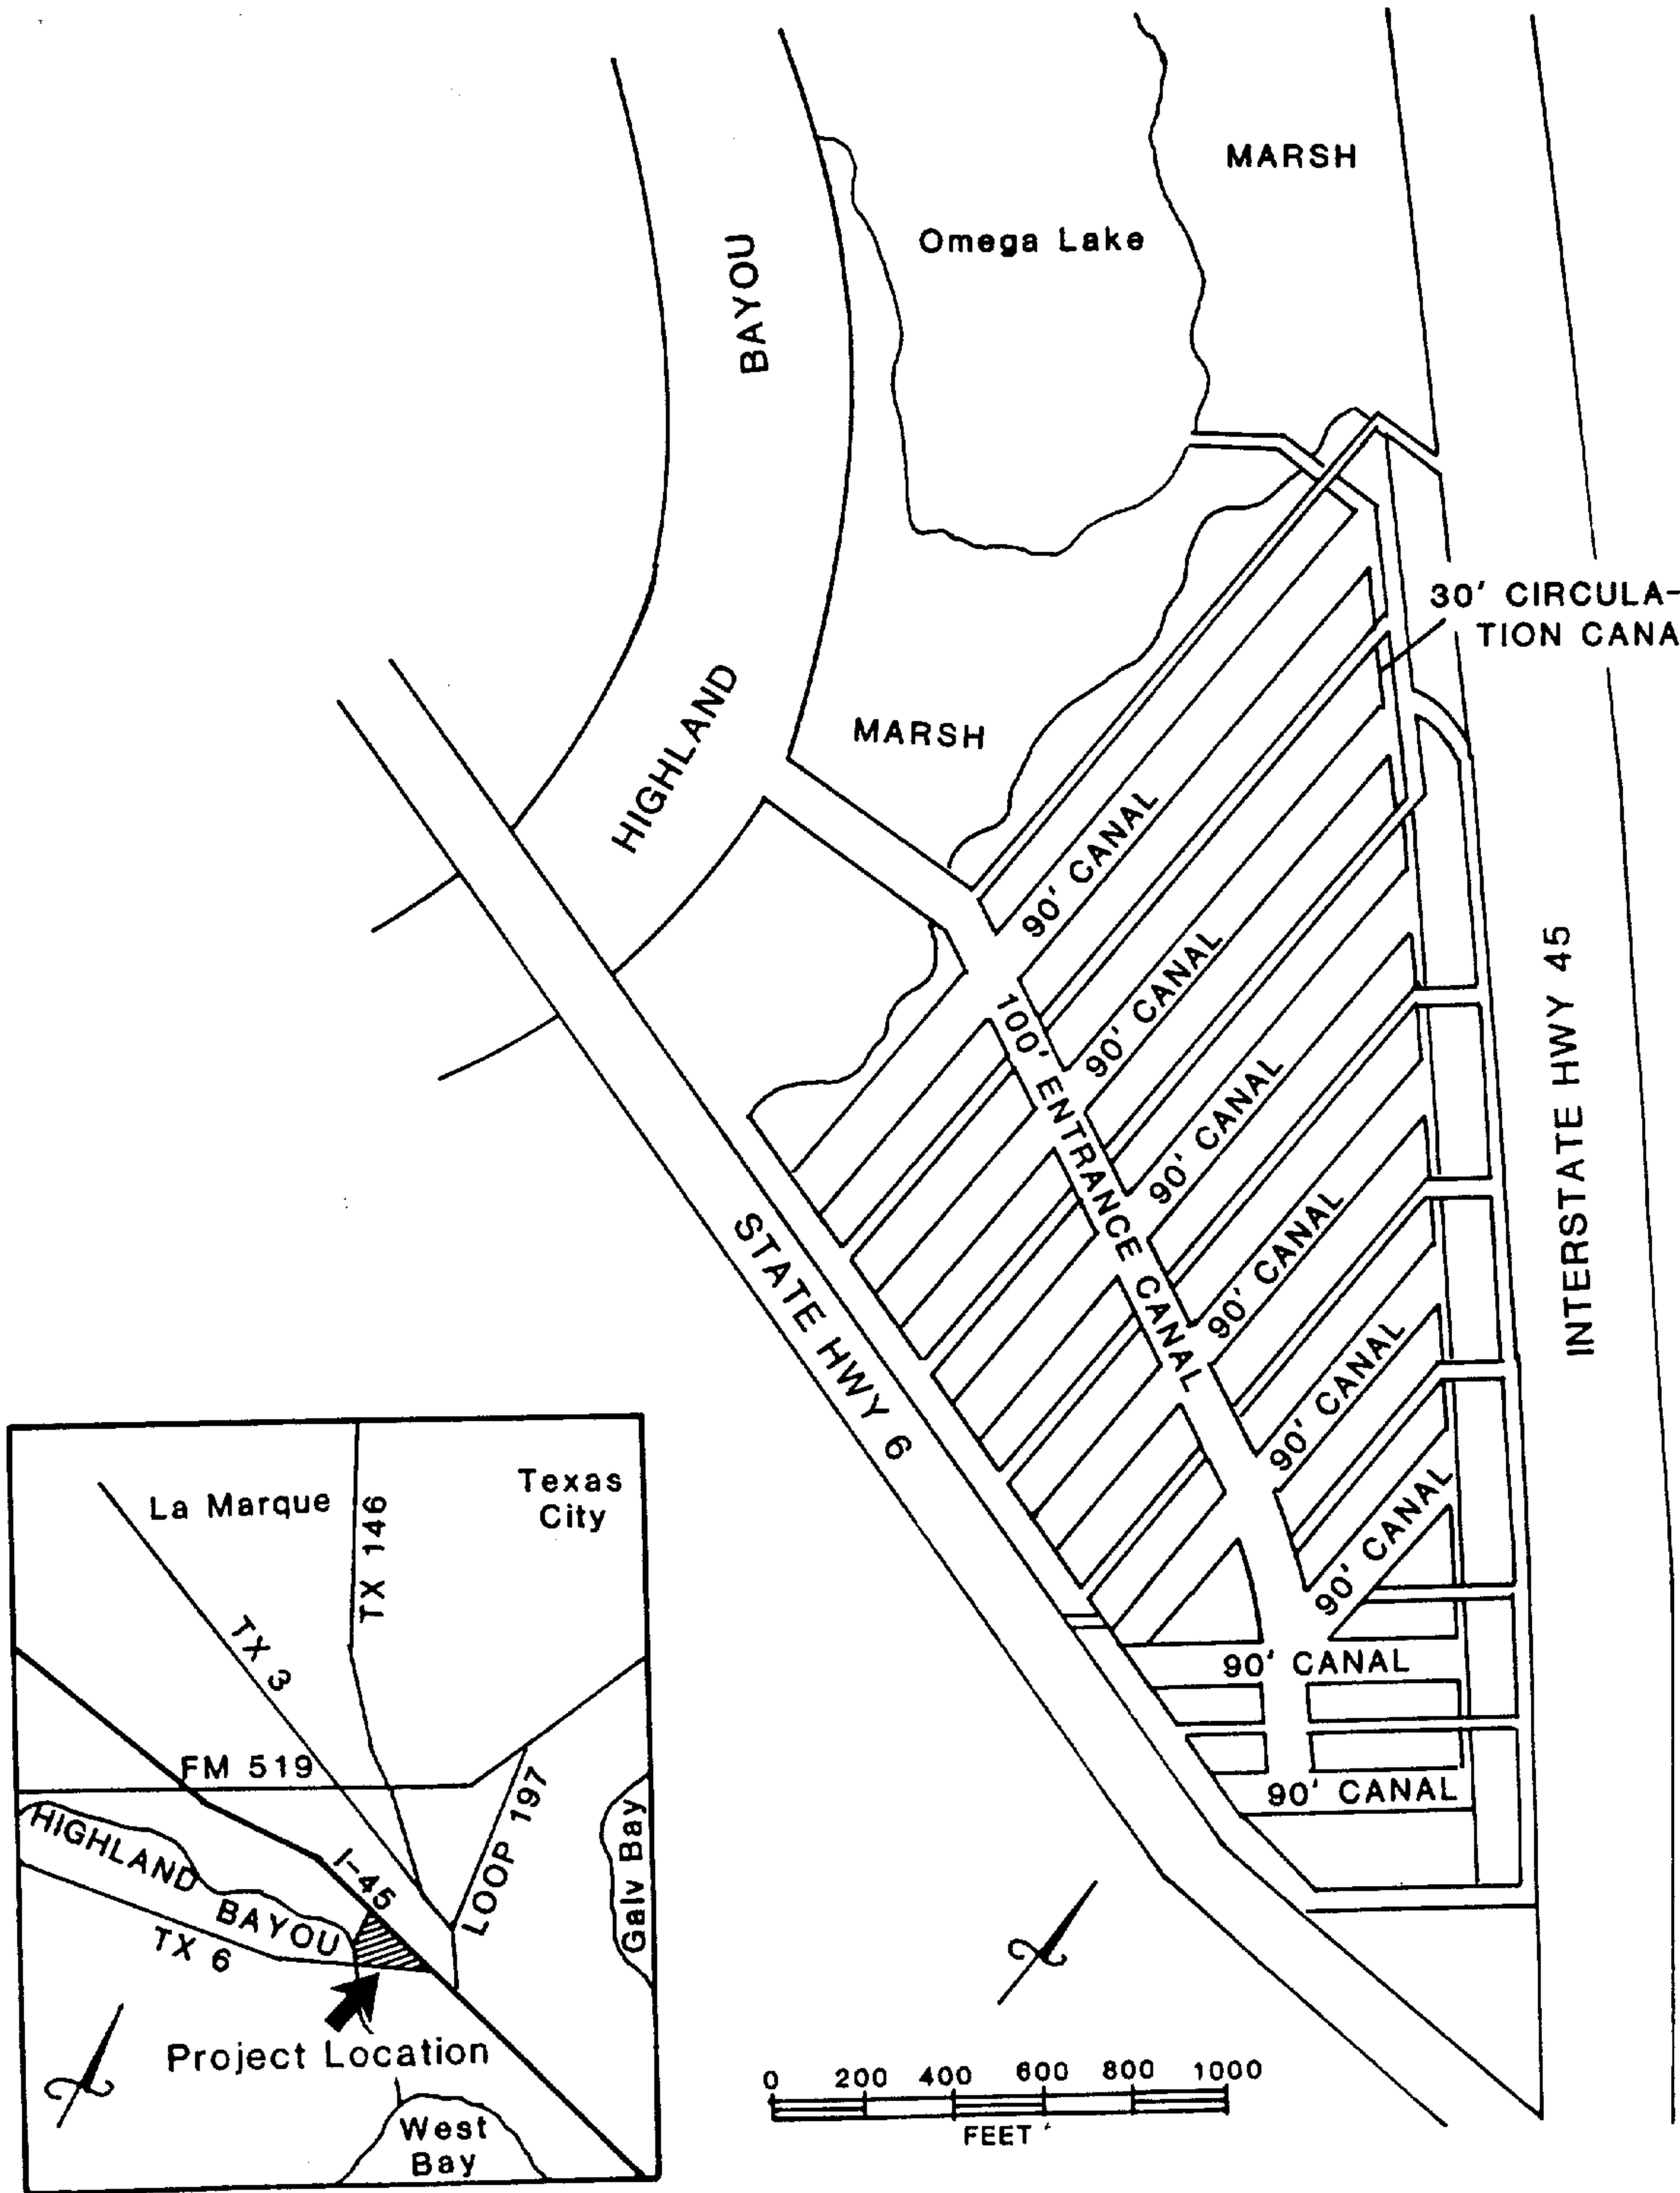 MARSH
Omega Lake
BAYOU
HIGHLAND
MARSH
30' CIRCULA-
TION CANA
90' CANAL
90' CANAL
90' CANAL
90' CANAL
90' CANAL
90' CANAL
90' CANAL
90' CANAL
100' ENTRANCE CANAL
STATE HWY 6
INTERSTATE HWY 45
La Marque
TX 146
Texas
City
TX 3
FM 519
LOOP 197
HIGHLAND
BAYOU
I-45
TX 6
Galv Bay
Project Location
West
Bay
0 200 400 600 800 1000
FEET